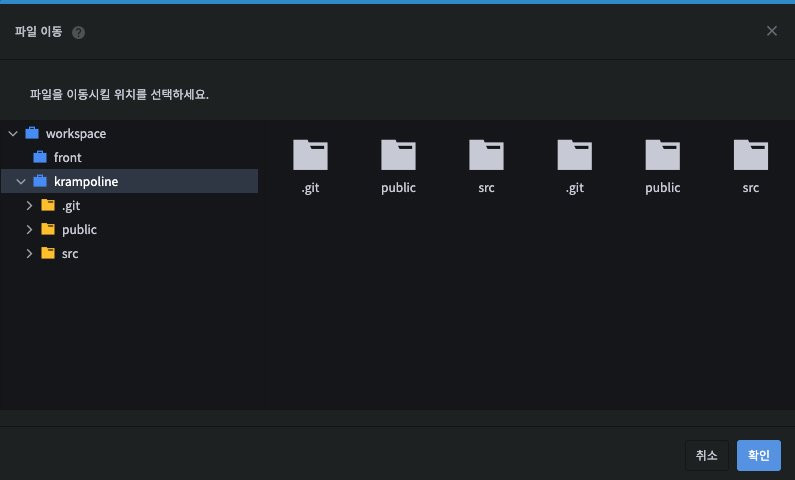 파일 이동 ?
파일을 이동시킬 위치를 선택하세요.
workspace
front
krampoline
.git
public
src
.git public src .git public src
취소 확인